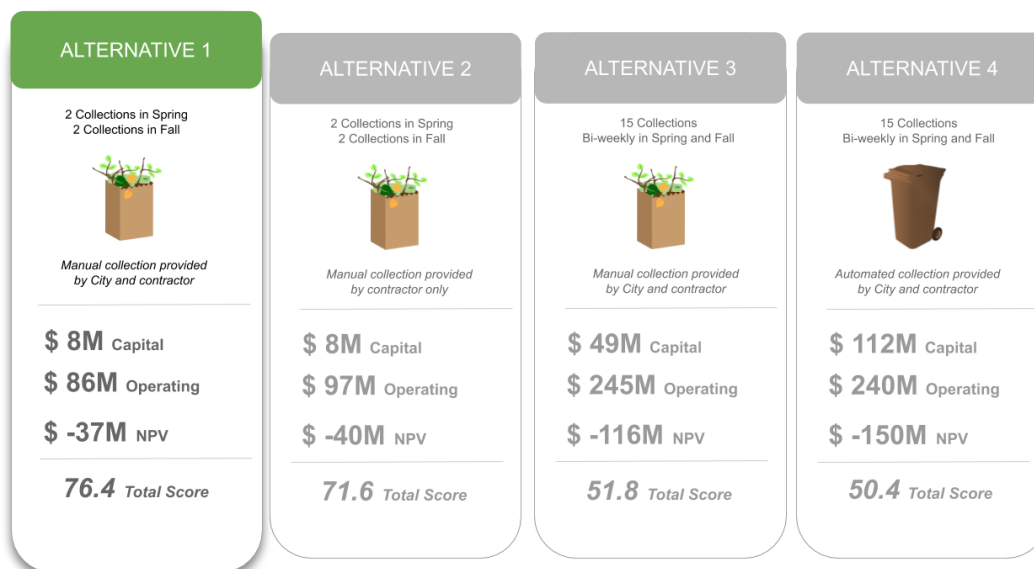 ALTERNATIVE 1
2 Collections in Spring
2 Collections in Fall
Manual collection provided
by City and contractor
$ 8M Capital
$ 86M Operating
$ -37M NPV
76.4 Total Score
ALTERNATIVE 2
2 Collections in Spring
2 Collections in Fall
Manual collection provided
by contractor only
$ 8M Capital
$ 97M Operating
$ -40M NPV
71.6 Total Score
ALTERNATIVE 3
15 Collections
Bi-weekly in Spring and Fall
Manual collection provided
by City and contractor
$ 49M Capital
$ 245M Operating
$ -116M NPV
51.8 Total Score
ALTERNATIVE 4
15 Collections
Bi-weekly in Spring and Fall
Automated collection provided
by City and contractor
$ 112M Capital
$ 240M Operating
$ -150M NPV
50.4 Total Score